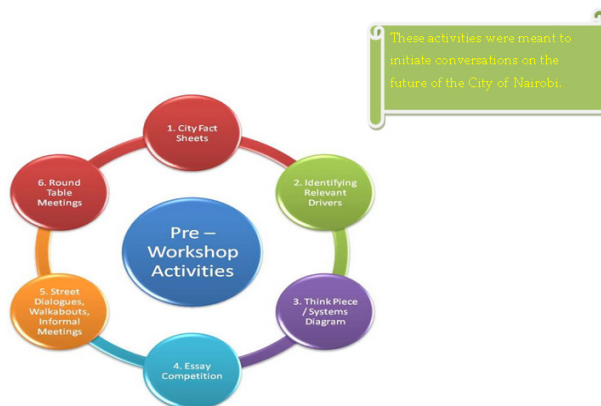 These activities were meant to
initiate conversations on the
future of the City of Nairobi.
1. City Fact
Sheets
2. Identifying
Relevant
Drivers
3. Think Piece
/ Systems
Diagram
4. Essay
Competition
5. Street
Dialogues,
Walkabouts,
Informal
Meetings
6. Round
Table
Meetings
Pre –
Workshop
Activities